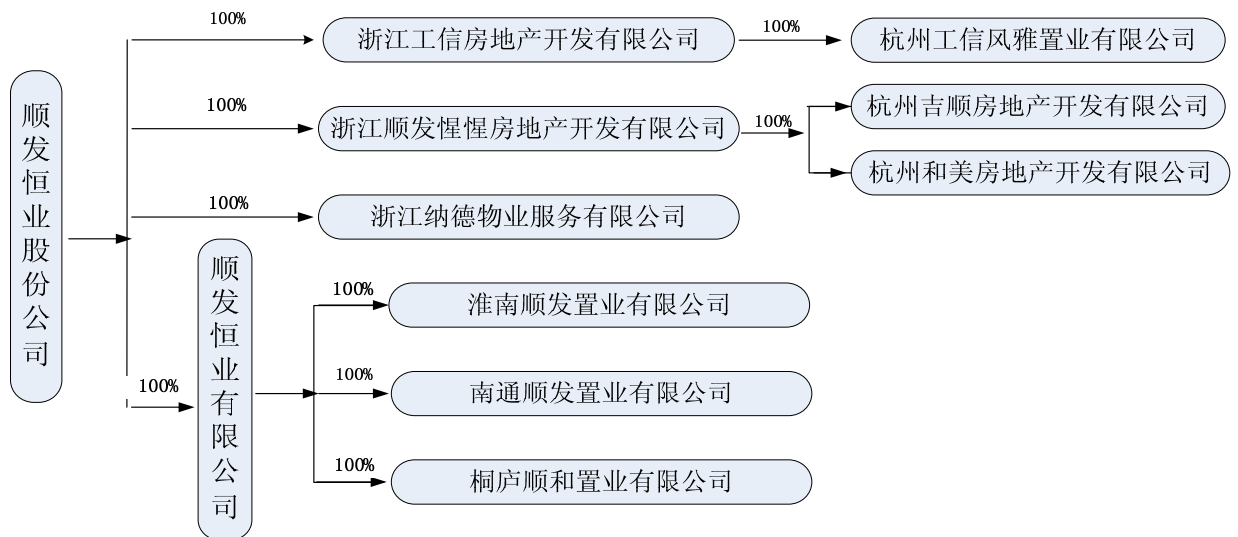 顺发恒业股份公司
100%
浙江工信房地产开发有限公司
100%
杭州工信风雅置业有限公司
100%
浙江顺发惺惺房地产开发有限公司
100%
杭州吉顺房地产开发有限公司
杭州和美房地产开发有限公司
100%
浙江纳德物业服务有限公司
100%
顺发恒业有限公司
100%
淮南顺发置业有限公司
100%
南通顺发置业有限公司
100%
桐庐顺和置业有限公司